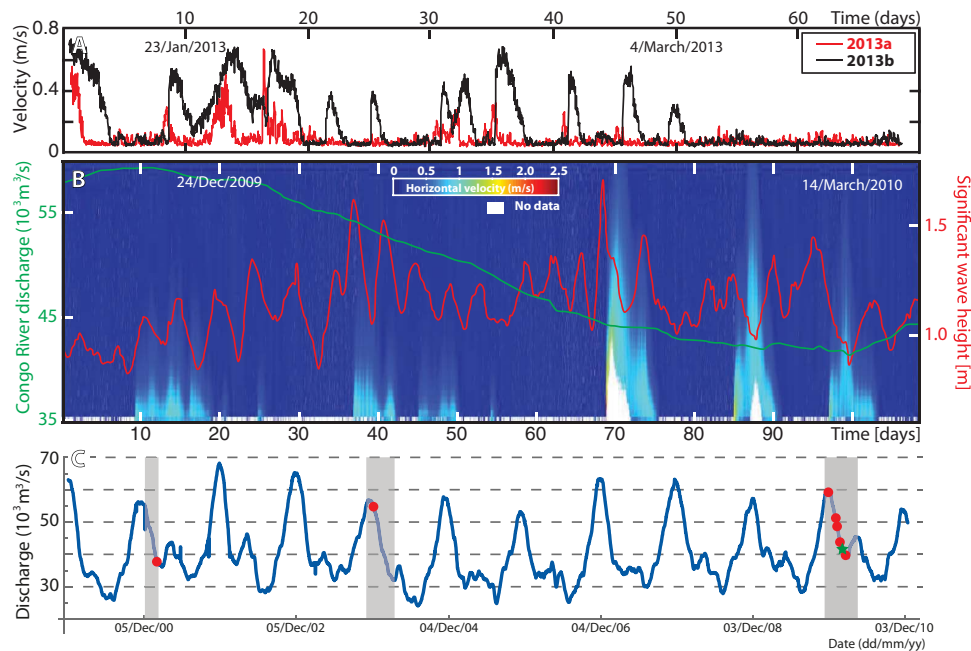 10 20 30 40 50 60 Time (days)
0.8
0.4
0
Velocity (m/s)
A
23/Jan/2013
4/March/2013
2013a
2013b
B
24/Dec/2009
0 0.5 1 1.5 2.0 2.5
Horizontal velocity (m/s)
No data
14/March/2010
55
45
35
Congo River discharge (10³m³/s)
1.5
1.0
Significant wave height [m]
10 20 30 40 50 60 70 80 90 Time [days]
C
70
50
30
Discharge (10³m³/s)
05/Dec/00 05/Dec/02 04/Dec/04 04/Dec/06 03/Dec/08 03/Dec/10
Date (dd/mm/yy)